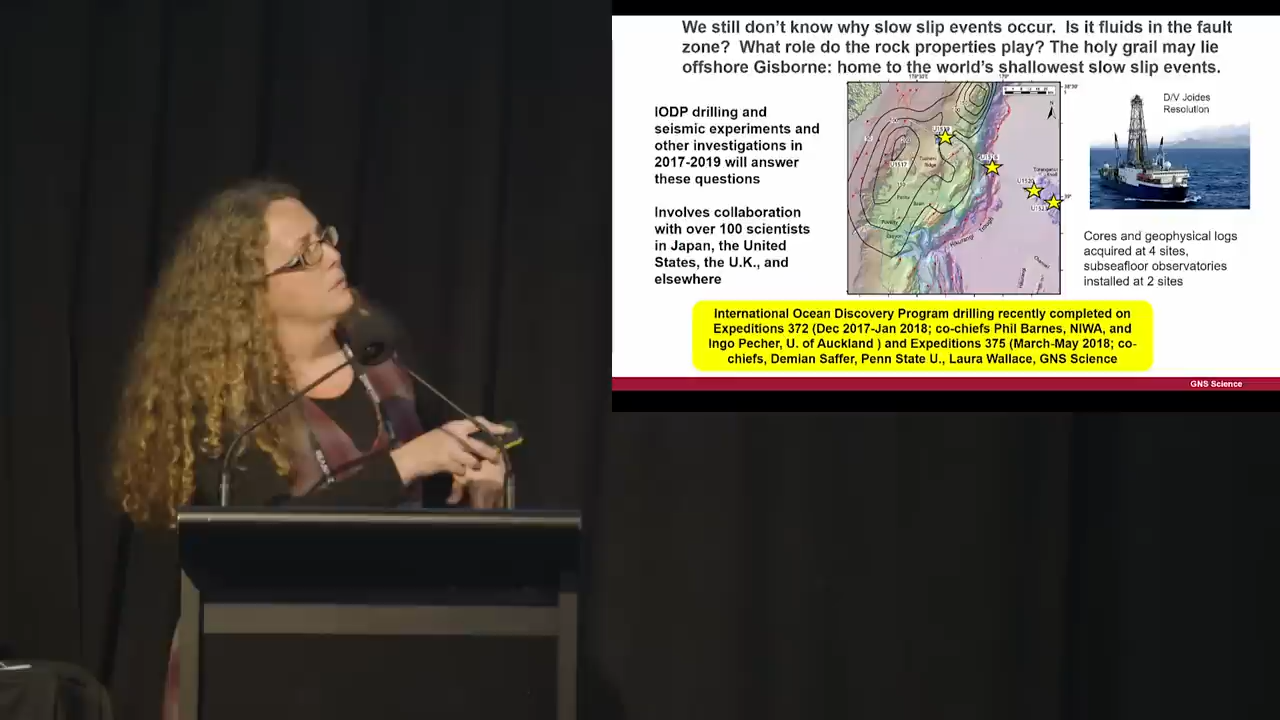 We still don't know why slow slip events occur. Is it fluids in the fault
zone? What role do the rock properties play? The holy grail may lie
offshore Gisborne: home to the world's shallowest slow slip events.
IODP drilling and
seismic experiments and
other investigations in
2017-2019 will answer
these questions
Involves collaboration
with over 100 scientists
in Japan, the United
States, the U.K., and
elsewhere
U1517
Hikurangi Trough
D/V Joides
Resolution
Cores and geophysical logs
acquired at 4 sites,
subseafloor observatories
installed at 2 sites
International Ocean Discovery Program drilling recently completed on
Expeditions 372 (Dec 2017-Jan 2018; co-chiefs Phil Barnes, NIWA, and
Ingo Pecher, U. of Auckland ) and Expeditions 375 (March-May 2018; co-
chiefs, Demian Saffer, Penn State U., Laura Wallace, GNS Science
GNS Science